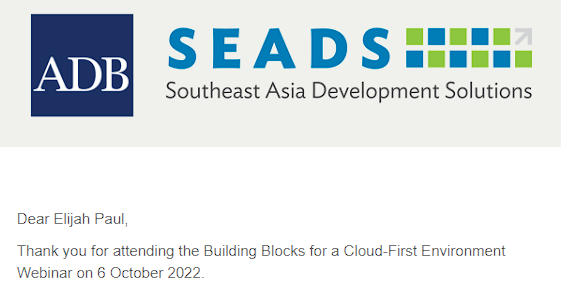 ADB
SEADS
Southeast Asia Development Solutions
Dear Elijah Paul,
Thank you for attending the Building Blocks for a Cloud-First Environment
Webinar on 6 October 2022.